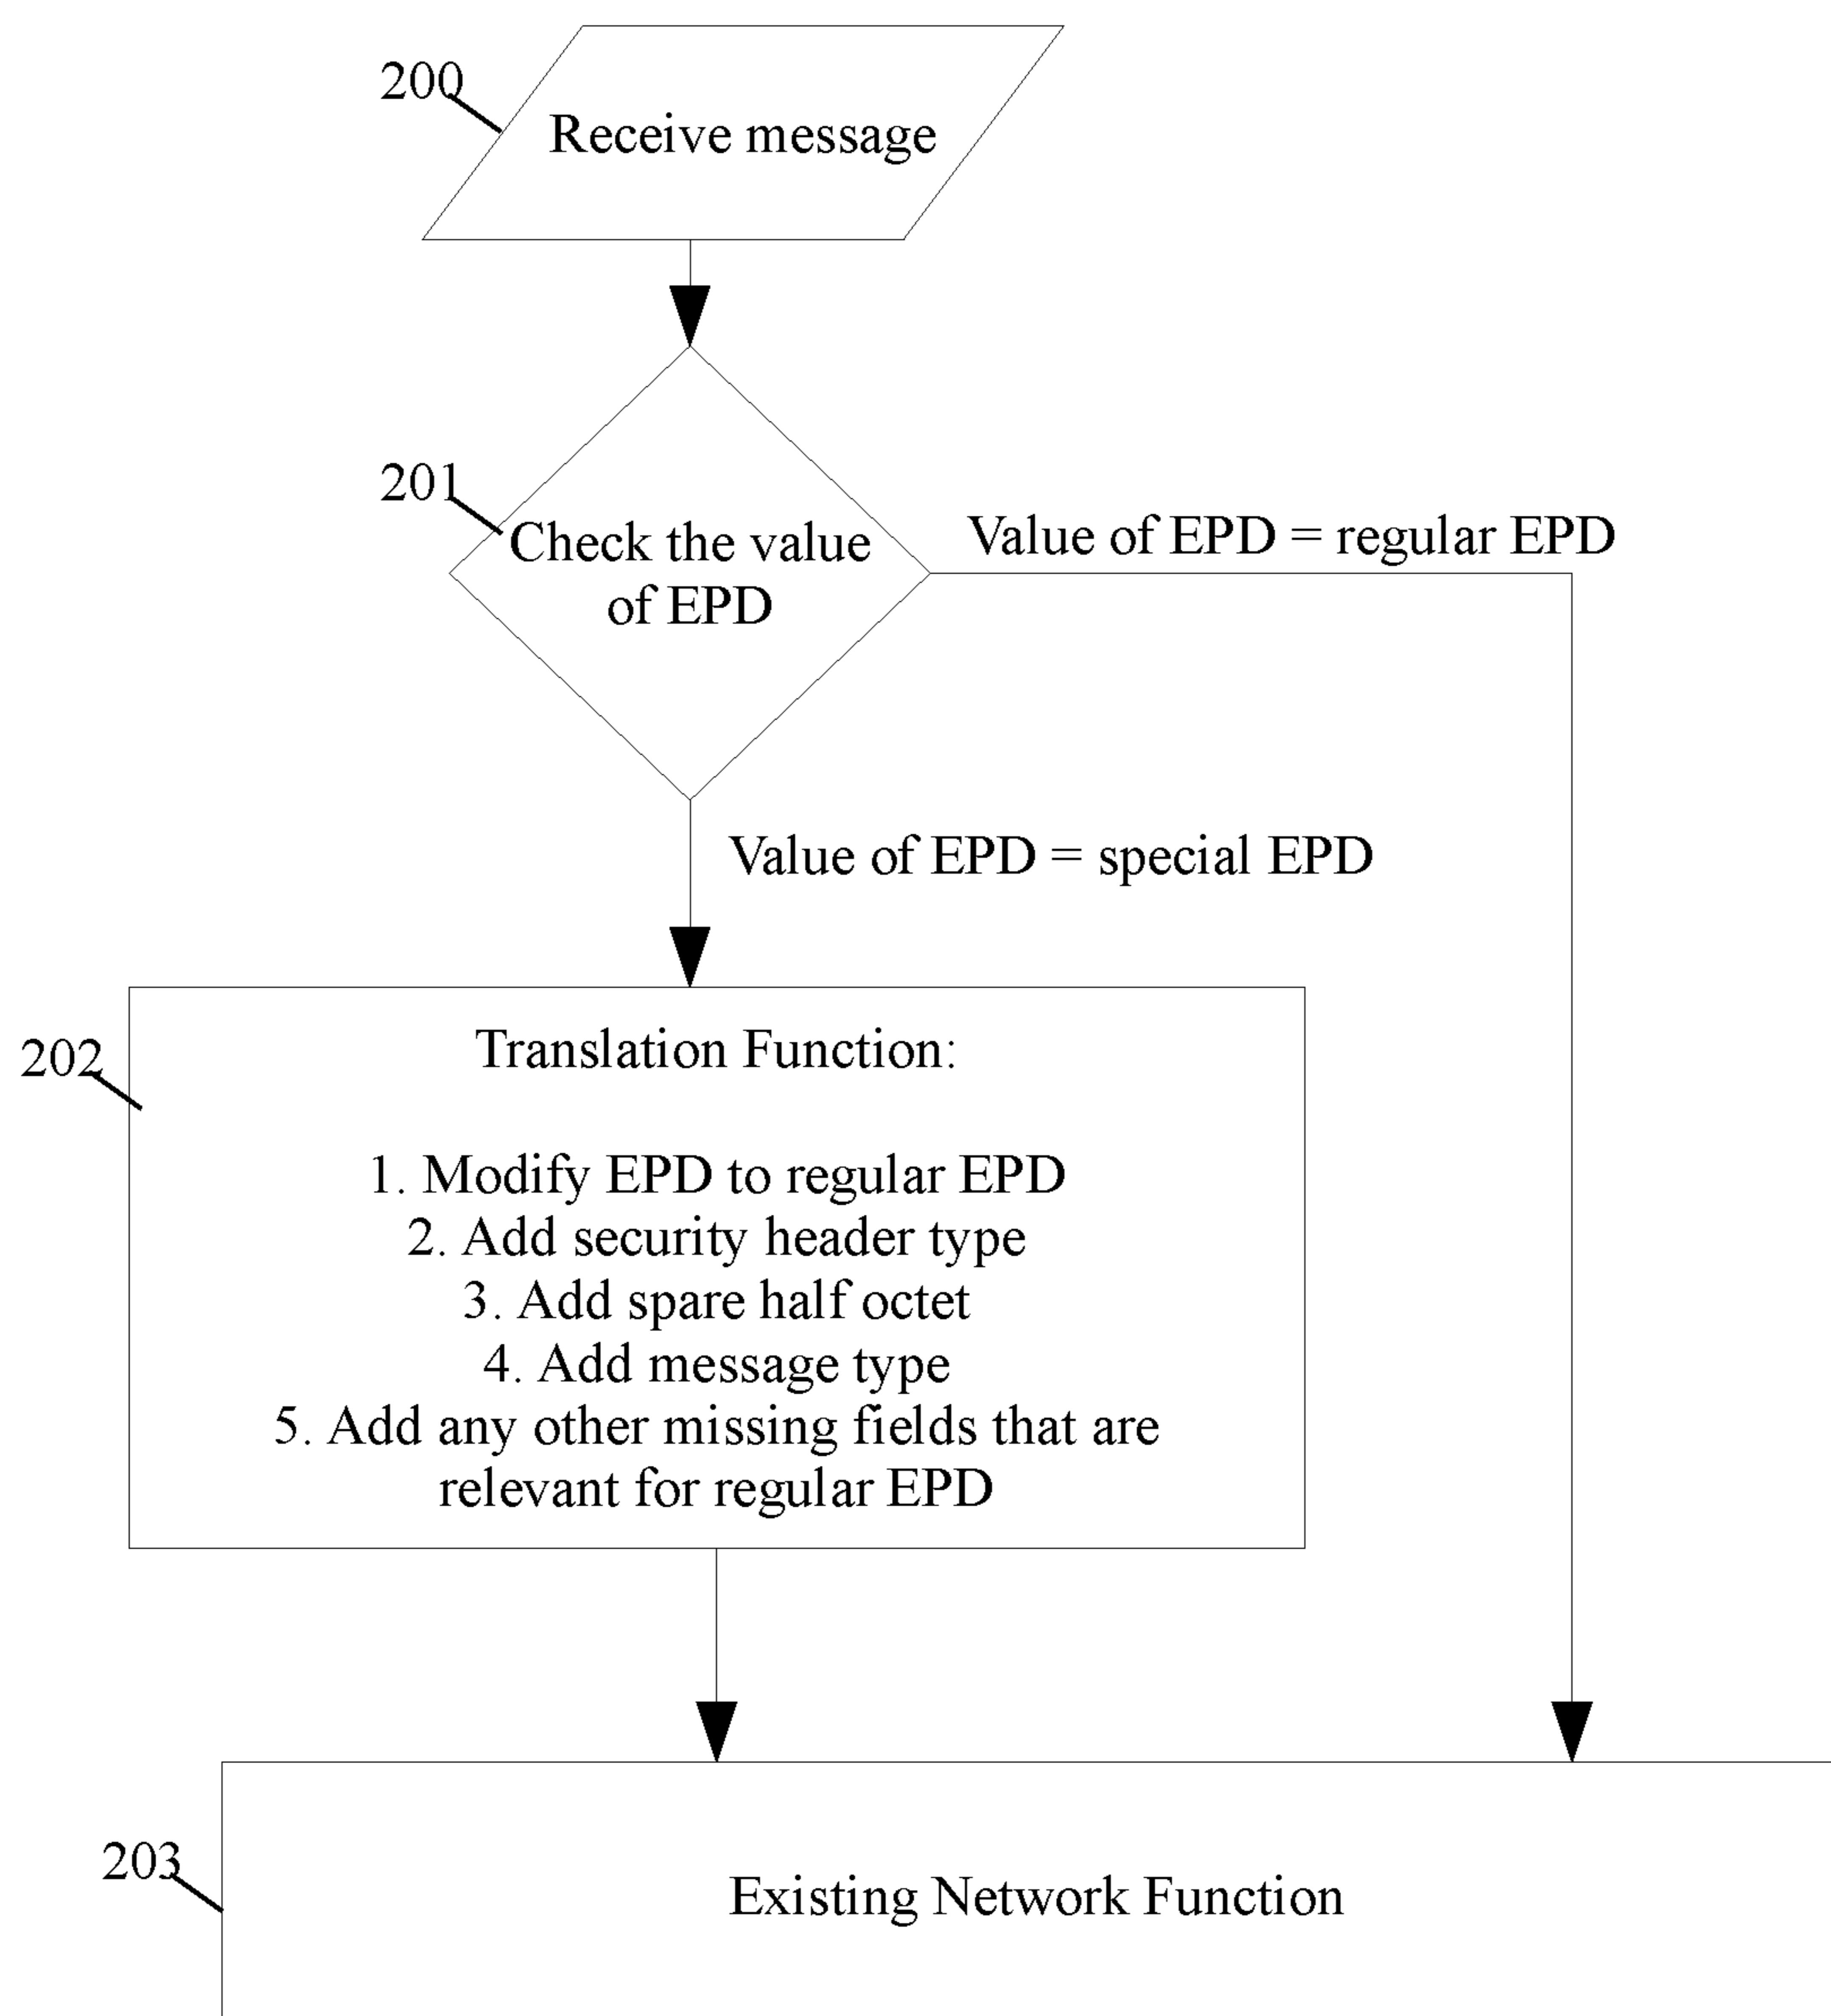 200
Receive message
201
Check the value
of EPD
Value of EPD = regular EPD
Value of EPD = special EPD
202
Translation Function:
1. Modify EPD to regular EPD
2. Add security header type
3. Add spare half octet
4. Add message type
5. Add any other missing fields that are
relevant for regular EPD
203
Existing Network Function